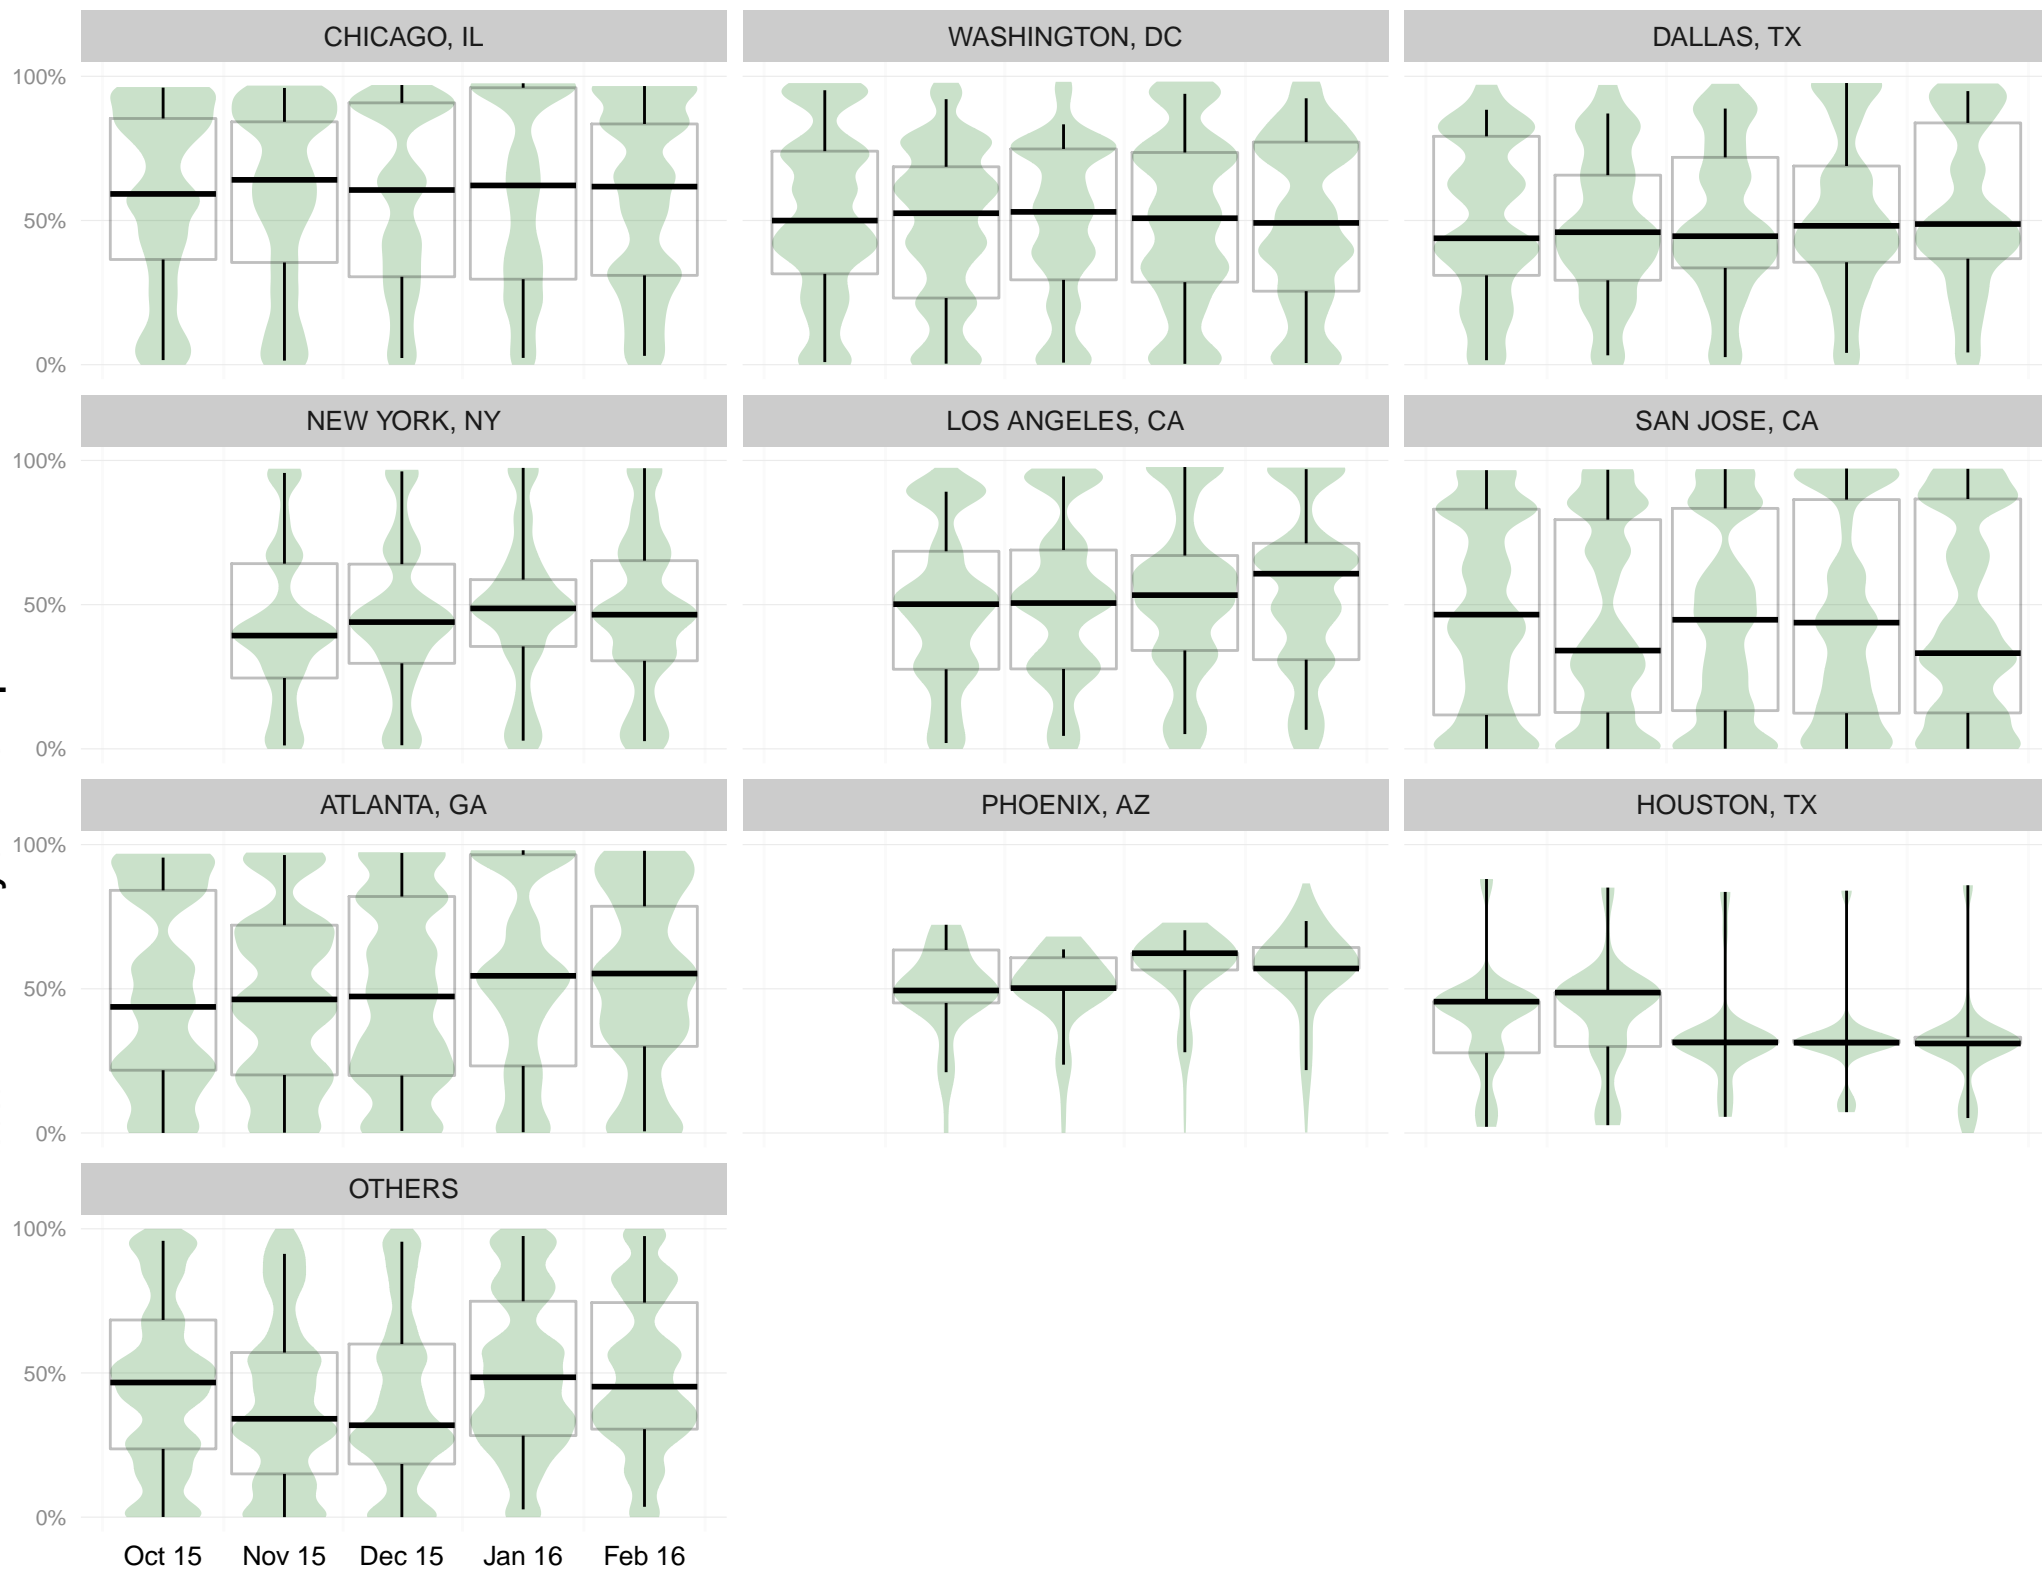 CHICAGO, IL
WASHINGTON, DC
DALLAS, TX
100%
50%
0%
NEW YORK, NY
LOS ANGELES, CA
SAN JOSE, CA
100%
50%
0%
ATLANTA, GA
PHOENIX, AZ
HOUSTON, TX
100%
50%
0%
OTHERS
100%
50%
0%
Oct 15
Nov 15
Dec 15
Jan 16
Feb 16